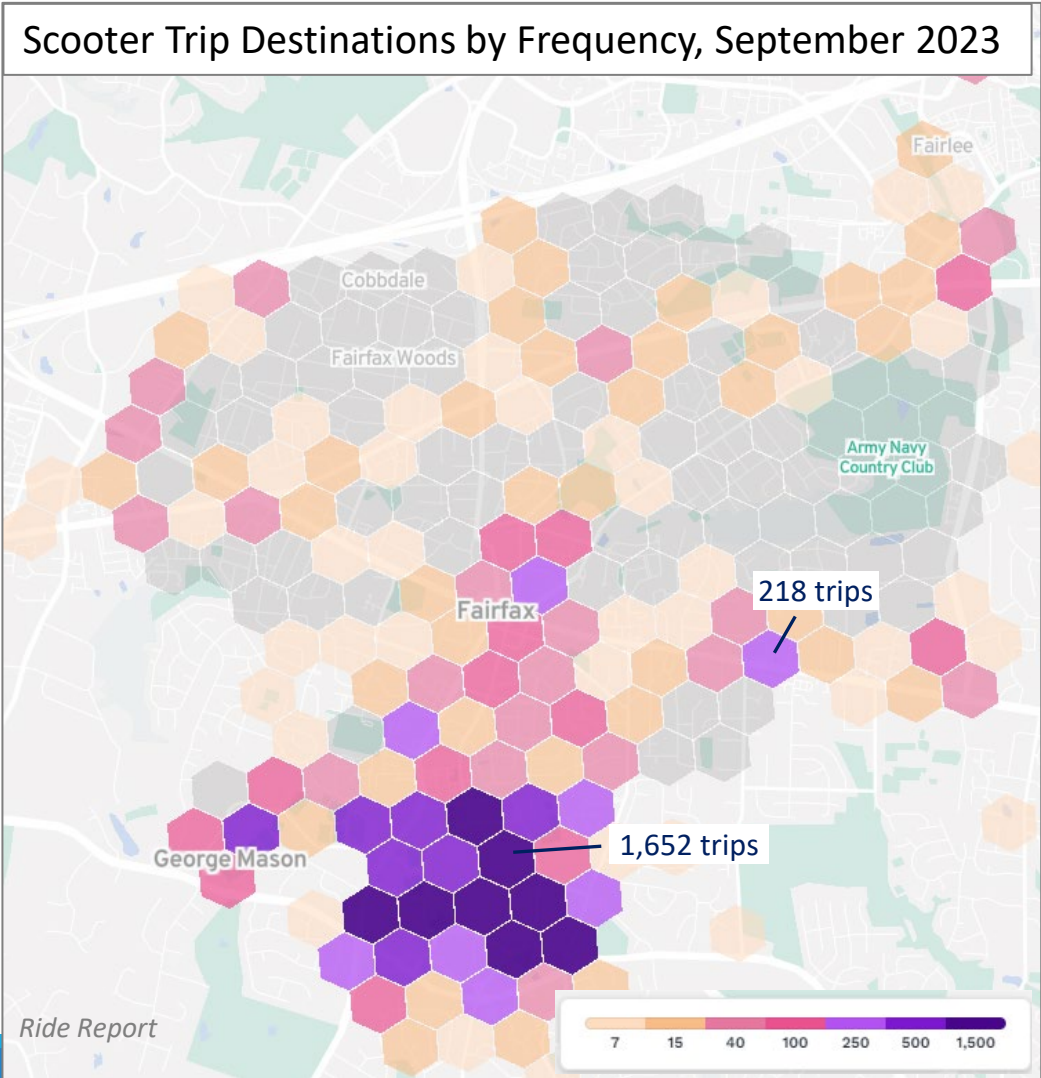 Scooter Trip Destinations by Frequency, September 2023
Fairlee
Cobbdale
Fairfax Woods
Army Navy
Country Club
218 trips
Fairfax
1,652 trips
George Mason
Ride Report
7 15 40 100 250 500 1,500